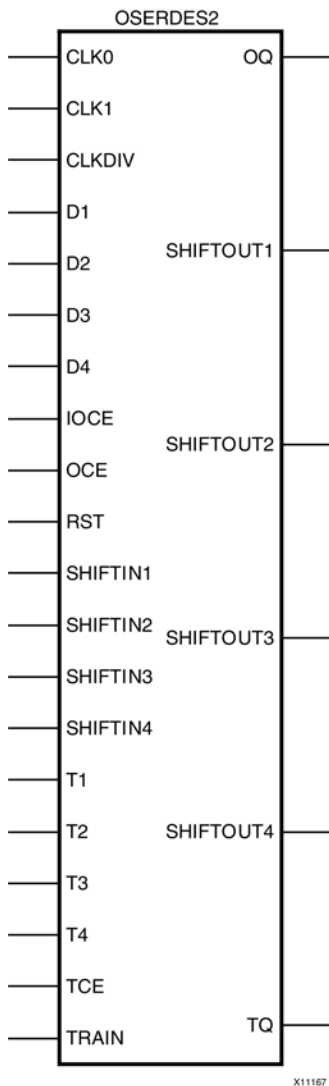 OSERDES2
CLK0
OQ
CLK1
CLKDIV
D1
SHIFTOUT1
D2
D3
D4
IOCE
SHIFTOUT2
OCE
RST
SHIFTIN1
SHIFTIN2
SHIFTOUT3
SHIFTIN3
SHIFTIN4
T1
T2
SHIFTOUT4
T3
T4
TCE
TQ
TRAIN
X11167